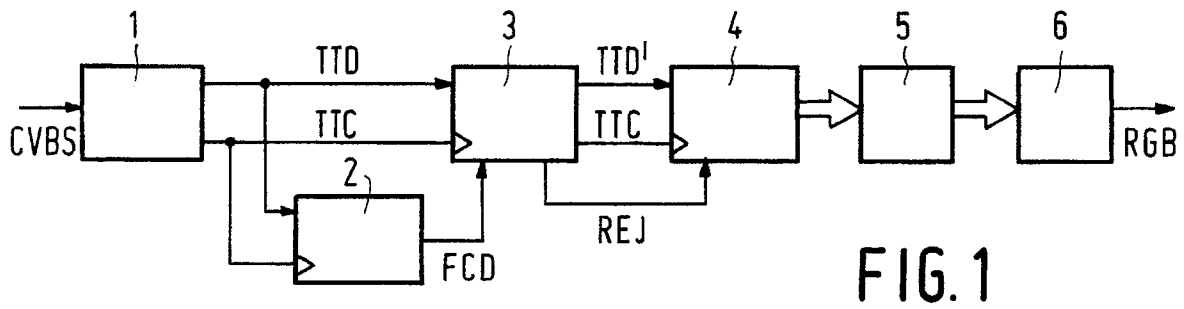 1 3 4 5 6
TTD TTD'
CVBS TTC TTC RGB
2
REJ
FCD
FIG.1